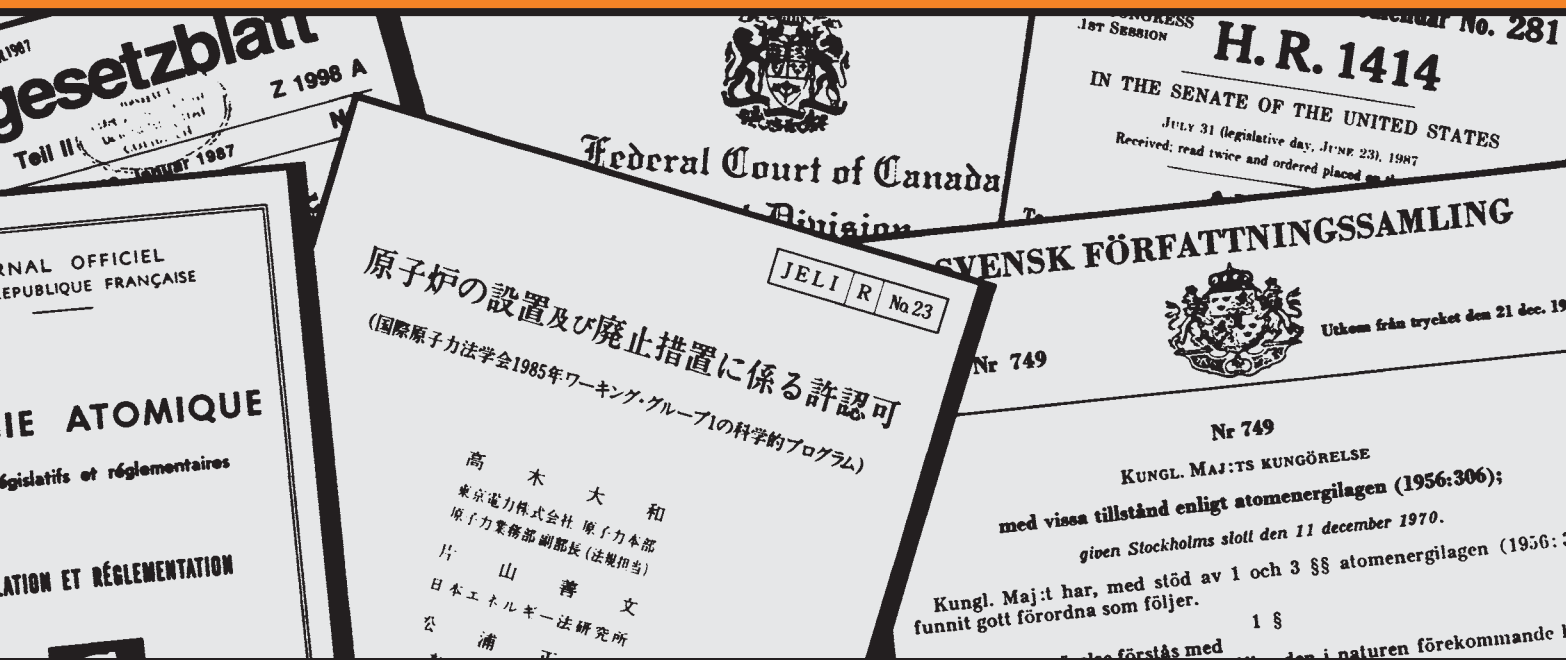 1987
gesetzblatt
Z 1998 A
Teil II
Januar 1987
Federal Court of Canada
Division
1ST SESSION
No. 281
H. R. 1414
IN THE SENATE OF THE UNITED STATES
JULY 31 (legislative day, JUNE 23), 1987
Received; read twice and ordered placed on
RNAL OFFICIEL
EPUBLIQUE FRANÇAISE
IE ATOMIQUE
égislatifs et réglementaires
LATION ET RÉGLEMENTATION
JELI R No.23
原子炉の設置及び廃止措置に係る許認可
(国際原子力法学会1985年ワーキング・グループ1の科学的プログラム)
高木大和
東京電力株式会社 原子力本部
原子力業務部副部長(法規担当)
片山善文
日本エネルギー法研究所
松浦正
SVENSK FÖRFATTNINGSSAMLING
Utkom från trycket den 21 dec. 19
Nr 749
Nr 749
KUNGL. MAJ:TS KUNGÖRELSE
med vissa tillstånd enligt atomenergilagen (1956:306);
given Stockholms slott den 11 december 1970.
Kungl. Maj:t har, med stöd av 1 och 3 §§ atomenergilagen (1956:3
funnit gott förordna som följer.
1 §
förstås med
i naturen förekommande